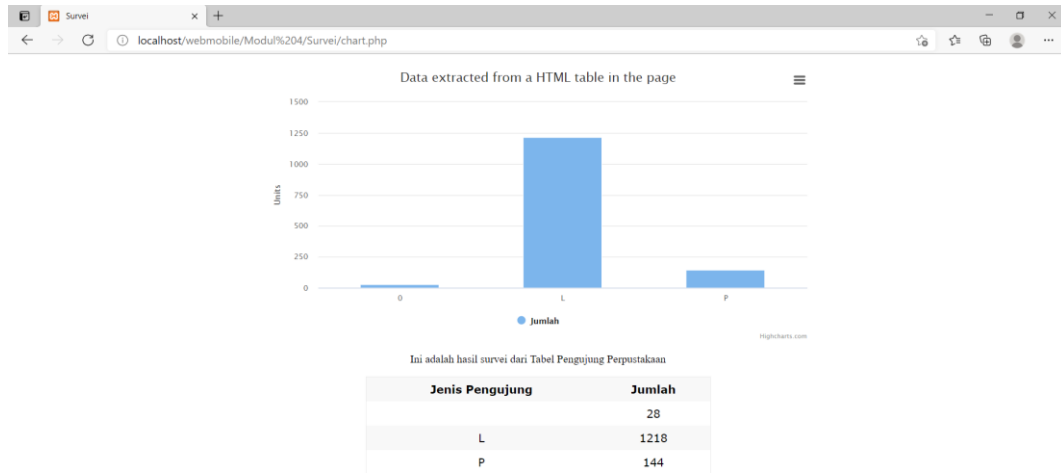 Survei
localhost/webmobile/Modul%204/Survei/chart.php
Data extracted from a HTML table in the page
1500
1250
1000
750
500
250
0
Units
0 L P
Jumlah
Highcharts.com
Ini adalah hasil survei dari Tabel Pengujung Perpustakaan
Jenis Pengujung Jumlah
28
L 1218
P 144